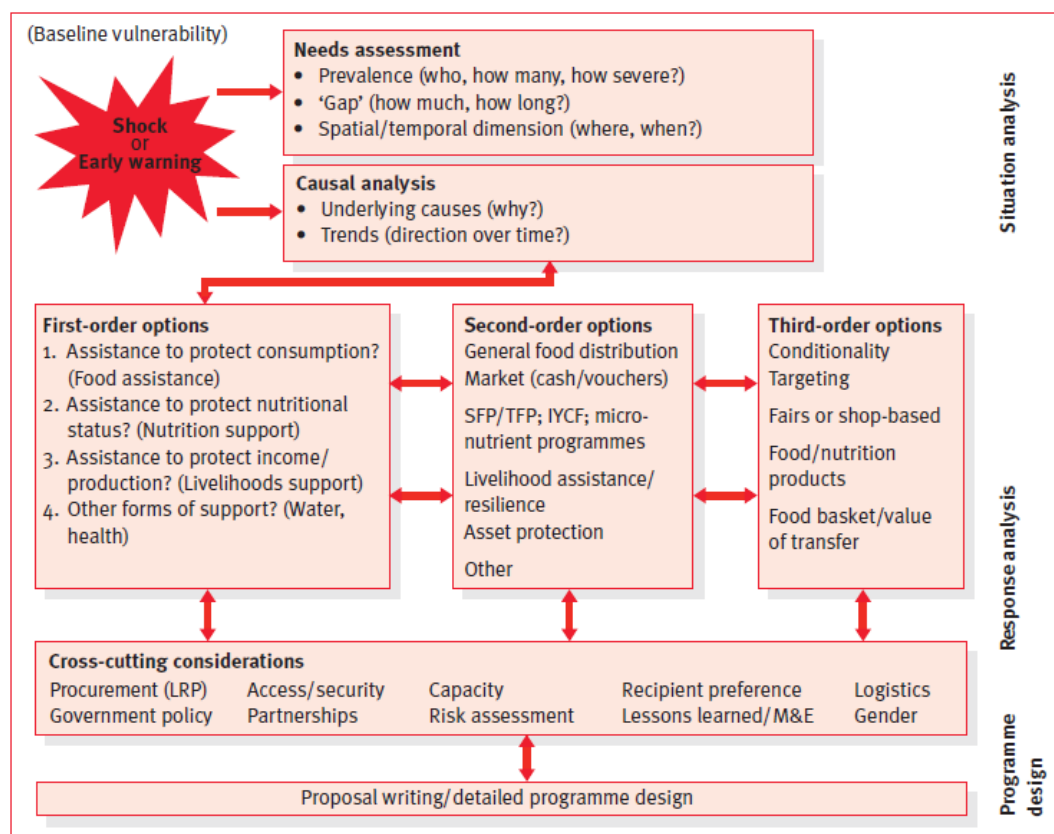 (Baseline vulnerability)
Shock
or
Early warning
Needs assessment
• Prevalence (who, how many, how severe?)
• ‘Gap’ (how much, how long?)
• Spatial/temporal dimension (where, when?)
Causal analysis
• Underlying causes (why?)
• Trends (direction over time?)
Situation analysis
First-order options
1. Assistance to protect consumption?
(Food assistance)
2. Assistance to protect nutritional
status? (Nutrition support)
3. Assistance to protect income/
production? (Livelihoods support)
4. Other forms of support? (Water,
health)
Second-order options
General food distribution
Market (cash/vouchers)
SFP/TFP; IYCF; micro-
nutrient programmes
Livelihood assistance/
resilience
Asset protection
Other
Third-order options
Conditionality
Targeting
Fairs or shop-based
Food/nutrition
products
Food basket/value
of transfer
Response analysis
Cross-cutting considerations
Procurement (LRP) Access/security Capacity Recipient preference Logistics
Government policy Partnerships Risk assessment Lessons learned/M&E Gender
Proposal writing/detailed programme design
Programme
design